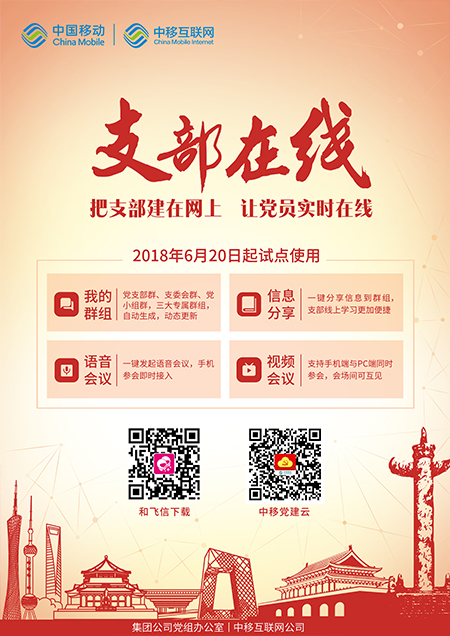 中国移动 China Mobile | 中移互联网 China Mobile Internet
支部在线
把支部建在网上 让党员实时在线
2018年6月20日起试点使用
我的群组
党支部群、支委会群、党
小组群，三大专属群组，
自动生成，动态更新
信息分享
一键分享信息到群组，
支部线上学习更加便捷
语音会议
一键发起语音会议，手机
参会即时接入
视频会议
支持手机端与PC端同时
参会，会场间可互见
和飞信下载
中移党建云
集团公司党组办公室 | 中移互联网公司